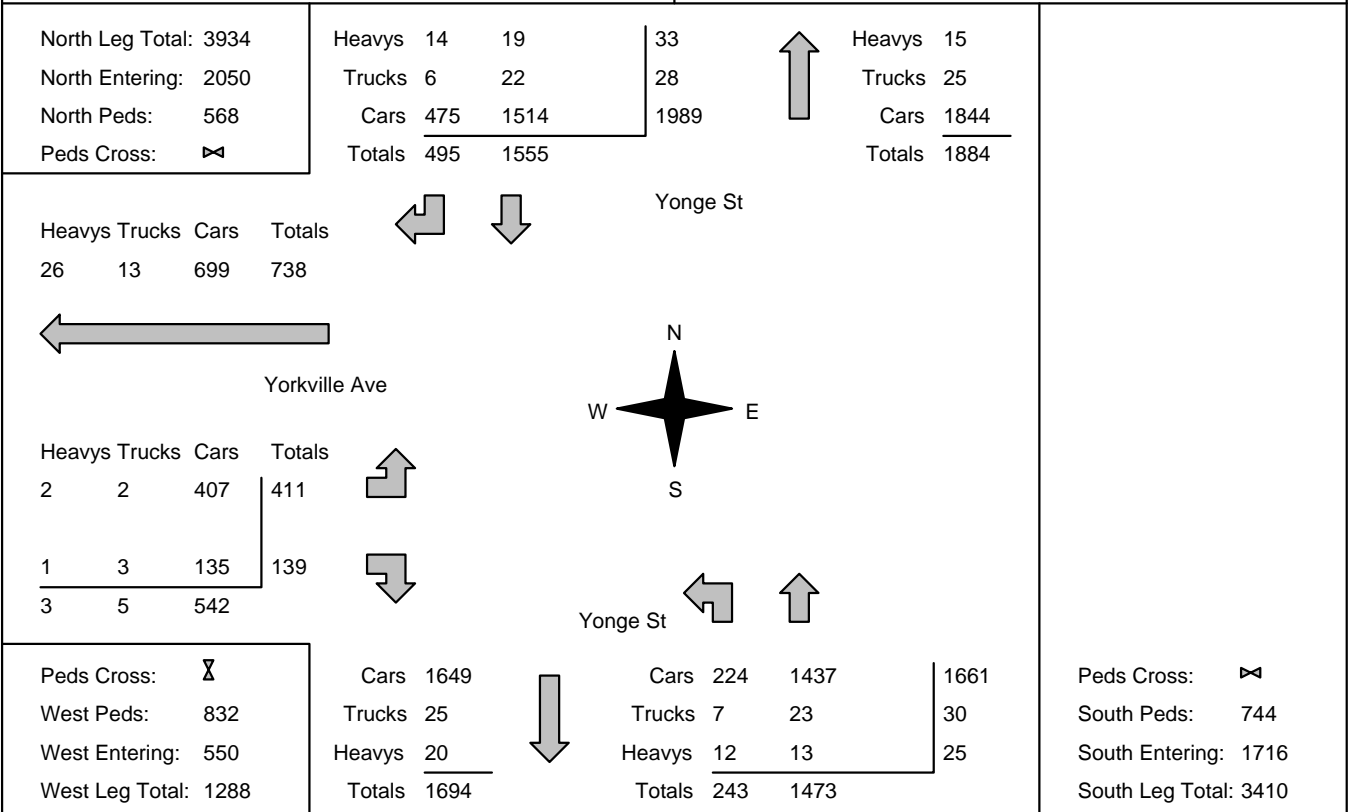 North Leg Total: 3934
North Entering: 2050
North Peds: 568
Peds Cross:
Heavys 14 19 33
Trucks 6 22 28
Cars 475 1514 1989
Totals 495 1555
Heavys 15
Trucks 25
Cars 1844
Totals 1884
Yonge St
Heavys Trucks Cars Totals
26 13 699 738
Yorkville Ave
N
W E
S
Heavys Trucks Cars Totals
2 2 407 411
1 3 135 139
3 5 542
Yonge St
Peds Cross:
West Peds: 832
West Entering: 550
West Leg Total: 1288
Cars 1649
Trucks 25
Heavys 20
Totals 1694
Cars 224 1437 1661
Trucks 7 23 30
Heavys 12 13 25
Totals 243 1473
Peds Cross:
South Peds: 744
South Entering: 1716
South Leg Total: 3410